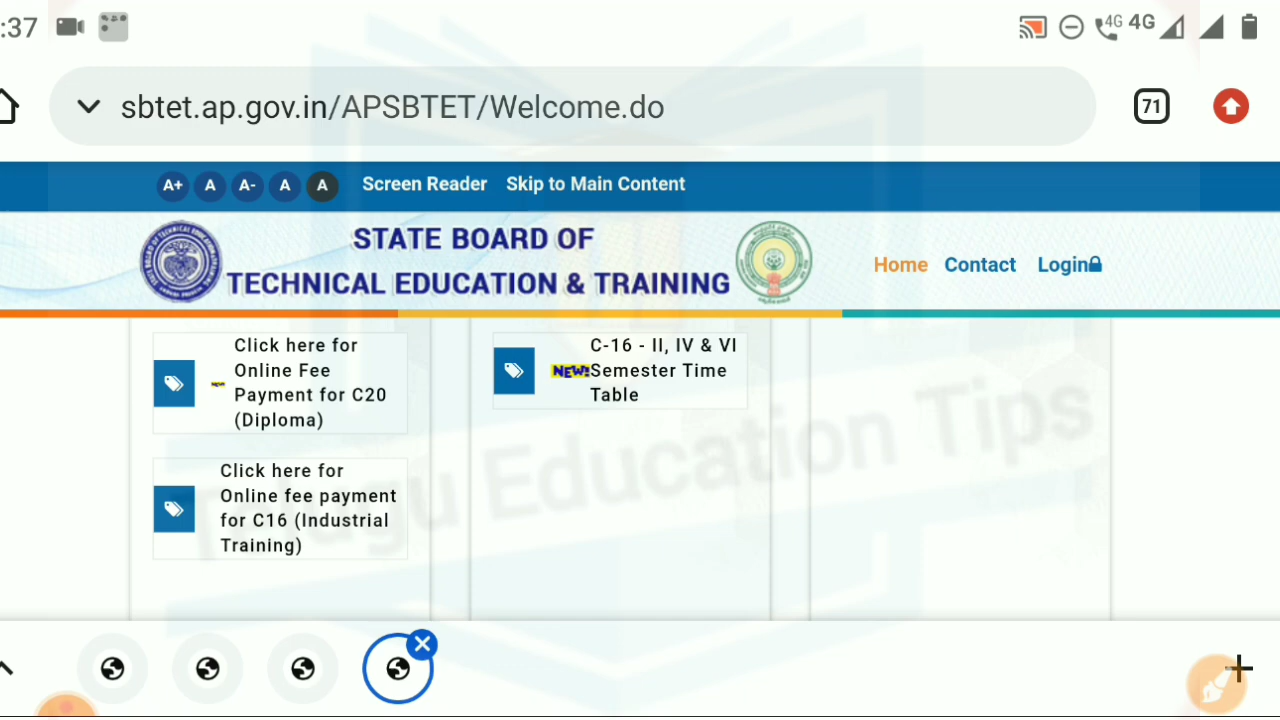 :37
4G 4G
sbtet.ap.gov.in/APSBTET/Welcome.do
71
A+ A A- A A Screen Reader Skip to Main Content
STATE BOARD OF
TECHNICAL EDUCATION & TRAINING
Home Contact Login
Click here for
Online Fee
Payment for C20
(Diploma)
Click here for
Online fee payment
for C16 (Industrial
Training)
C-16 - II, IV & VI
NEW! Semester Time
Table
Telugu Education Tips